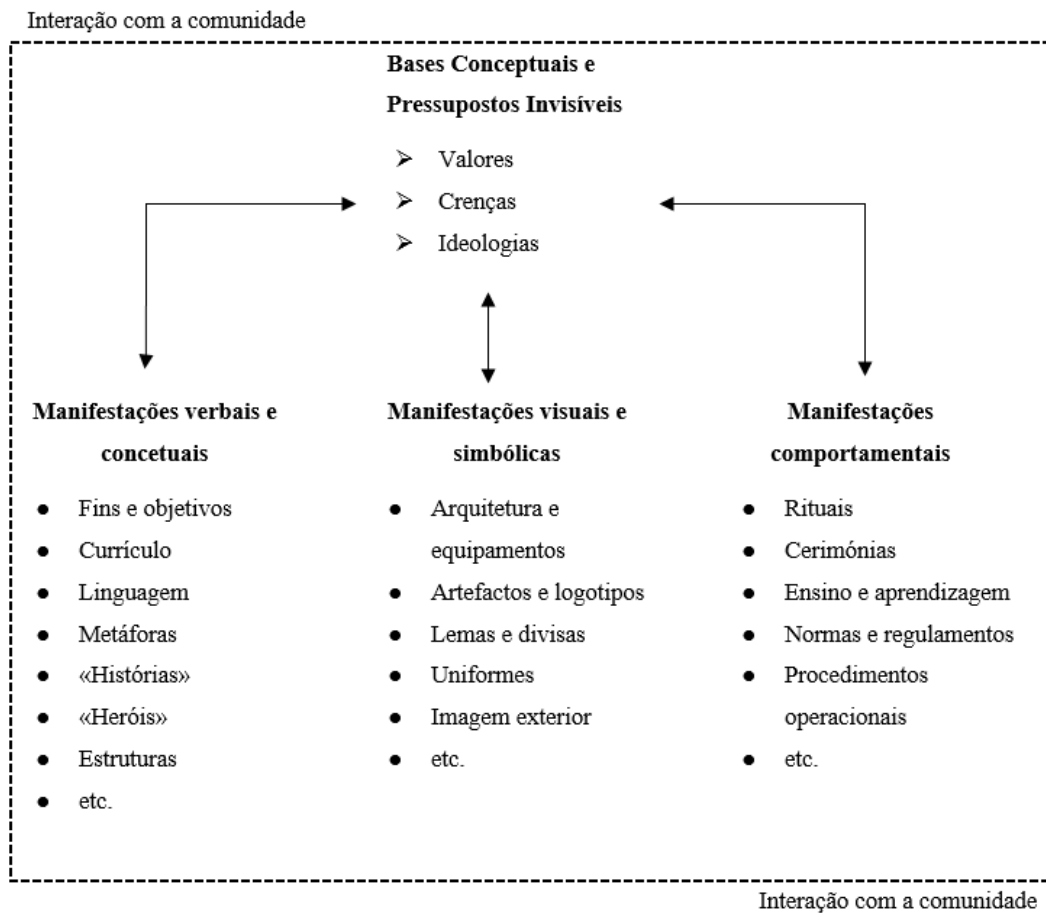 Interação com a comunidade
Bases Conceptuais e
Pressupostos Invisíveis
➢ Valores
➢ Crenças
➢ Ideologias
Manifestações verbais e
concetuais
● Fins e objetivos
● Currículo
● Linguagem
● Metáforas
● «Histórias»
● «Heróis»
● Estruturas
● etc.
Manifestações visuais e
simbólicas
● Arquitetura e
equipamentos
● Artefactos e logotipos
● Lemas e divisas
● Uniformes
● Imagem exterior
● etc.
Manifestações
comportamentais
● Rituais
● Cerimónias
● Ensino e aprendizagem
● Normas e regulamentos
● Procedimentos
operacionais
● etc.
Interação com a comunidade